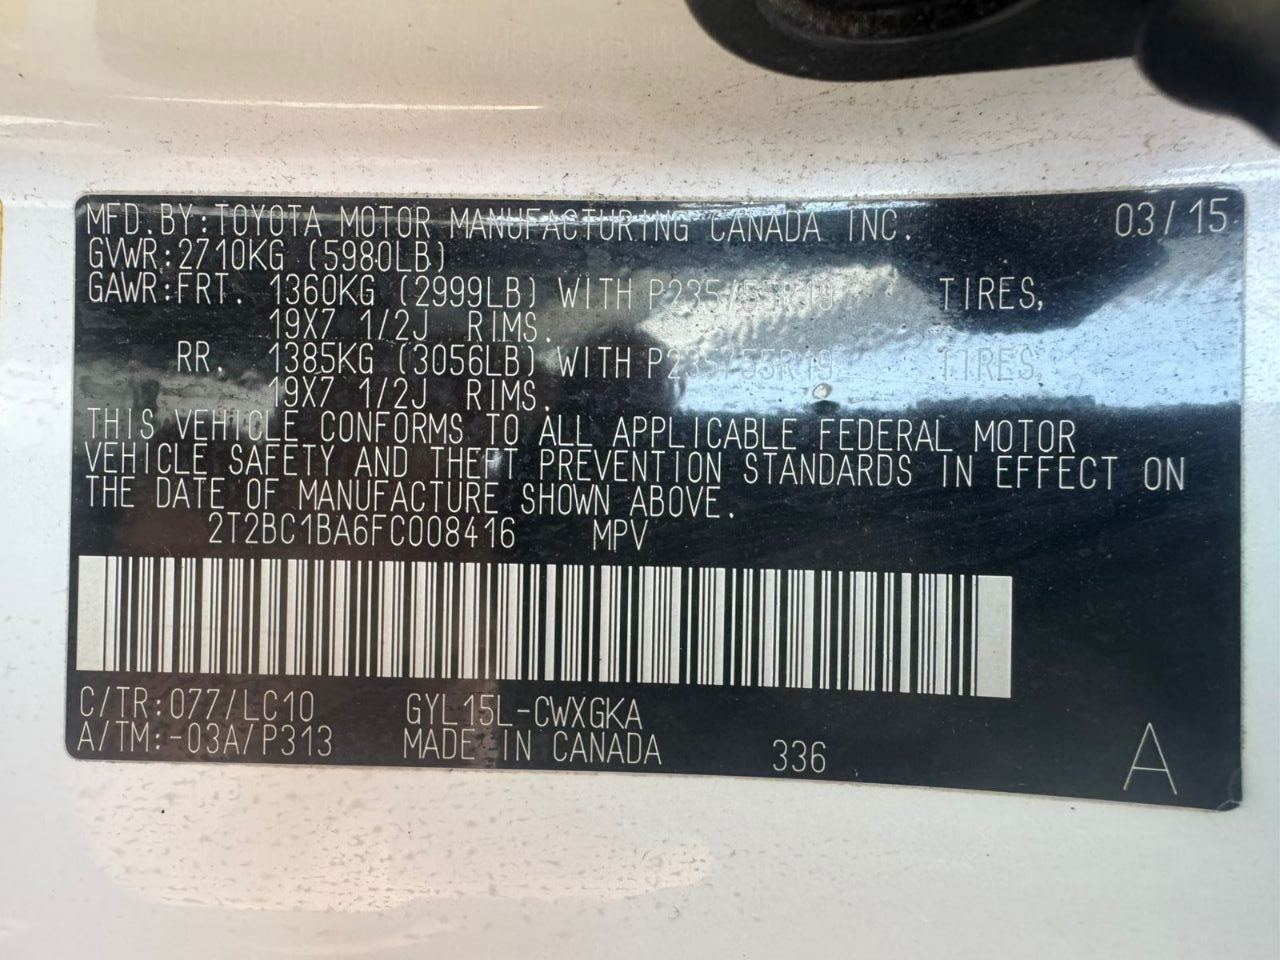 MFD.BY:TOYOTA MOTOR MANUFACTURING CANADA INC. 03/15
GVWR:2710KG (5980LB)
GAWR:FRT. 1360KG (2999LB) WITH P235/55R19 TIRES,
19X7 1/2J RIMS.
RR. 1385KG (3056LB) WITH P235/55R19 TIRES,
19X7 1/2J RIMS.
THIS VEHICLE CONFORMS TO ALL APPLICABLE FEDERAL MOTOR
VEHICLE SAFETY AND THEFT PREVENTION STANDARDS IN EFFECT ON
THE DATE OF MANUFACTURE SHOWN ABOVE.
2T2BC1BA6FC008416 MPV
C/TR:077/LC10 GYL15L-CWXGKA
A/TM:-03A/P313 MADE IN CANADA 336 A